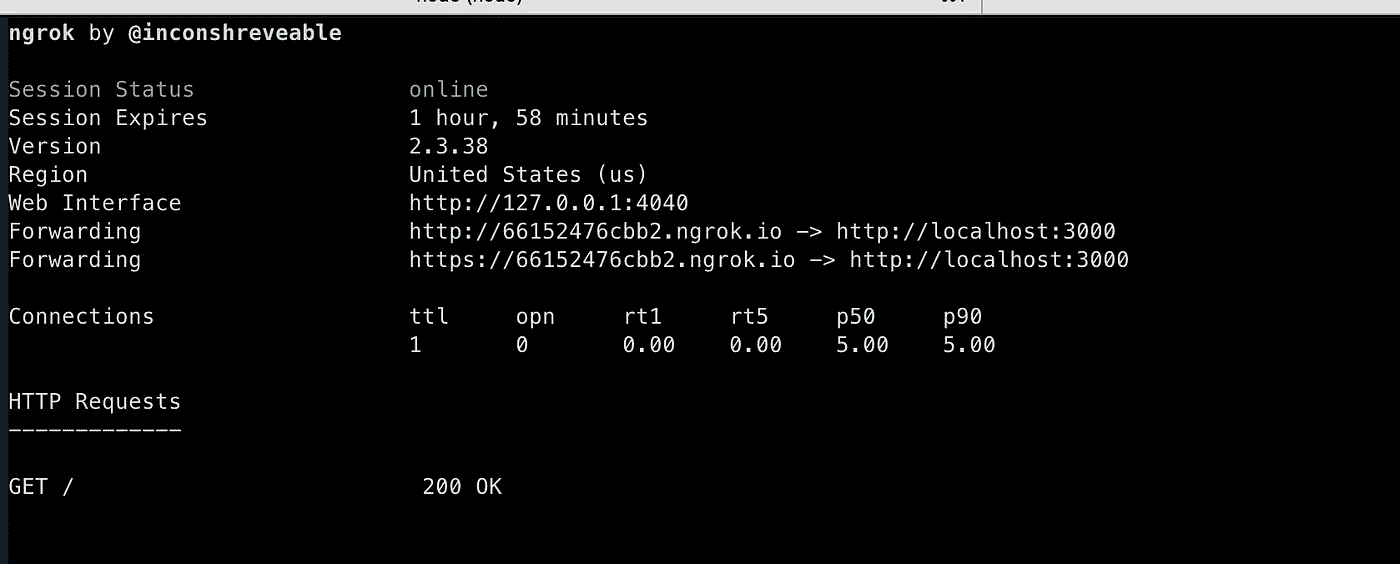 ngrok by @inconshreveable
Session Status online
Session Expires 1 hour, 58 minutes
Version 2.3.38
Region United States (us)
Web Interface http://127.0.0.1:4040
Forwarding http://66152476cbb2.ngrok.io -> http://localhost:3000
Forwarding https://66152476cbb2.ngrok.io -> http://localhost:3000
Connections ttl opn rt1 rt5 p50 p90
1 0 0.00 0.00 5.00 5.00
HTTP Requests
-------------
GET / 200 OK